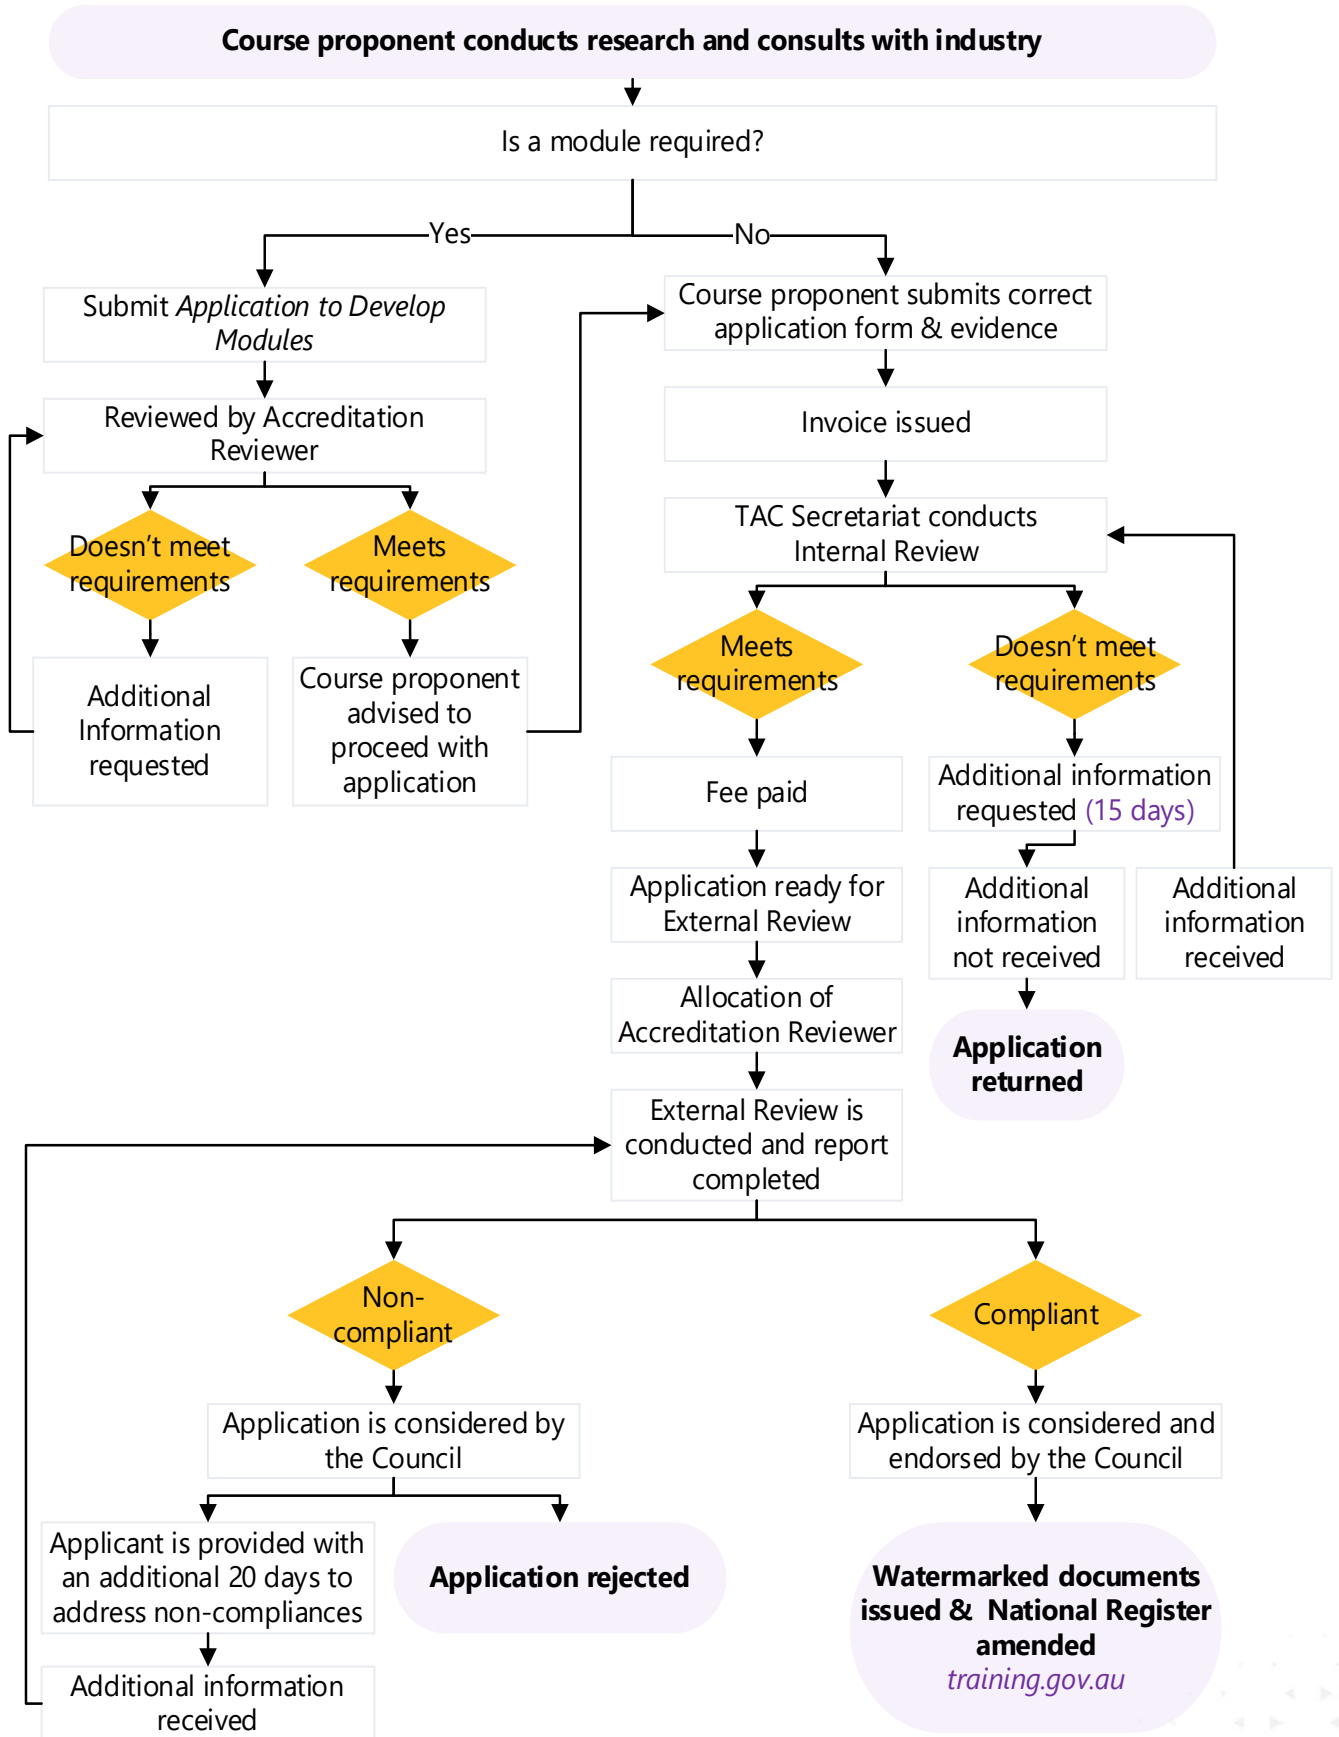 Course proponent conducts research and consults with industry
Is a module required?
Yes
No
Submit Application to Develop
Modules
Reviewed by Accreditation
Reviewer
Doesn't meet
requirements
Meets
requirements
Additional
Information
requested
Course proponent
advised to
proceed with
application
Course proponent submits correct
application form & evidence
Invoice issued
TAC Secretariat conducts
Internal Review
Meets
requirements
Doesn't meet
requirements
Fee paid
Additional information
requested (15 days)
Application ready for
External Review
Additional
information
not received
Additional
information
received
Allocation of
Accreditation Reviewer
Application
returned
External Review is
conducted and report
completed
Non-
compliant
Compliant
Application is considered by
the Council
Application is considered and
endorsed by the Council
Applicant is provided with
an additional 20 days to
address non-compliances
Application rejected
Watermarked documents
issued & National Register
amended
training.gov.au
Additional information
received